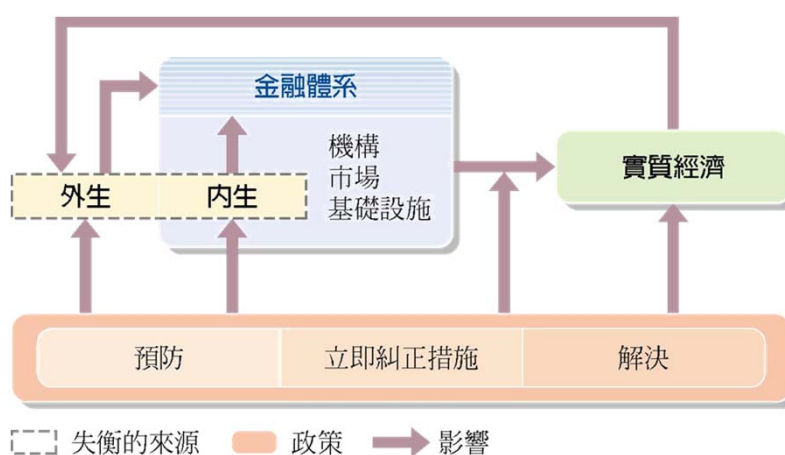 金融體系
機構
市場
基礎設施
外生
內生
實質經濟
預防
立即糾正措施
解決
失衡的來源
政策
影響